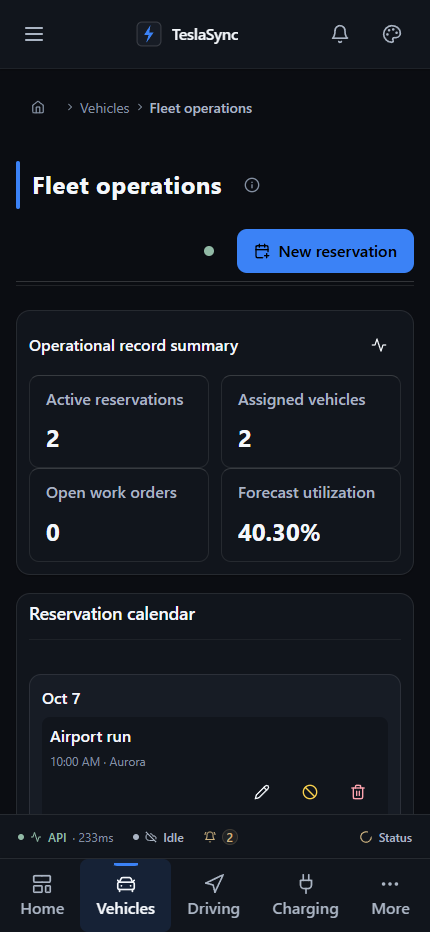 TeslaSync
Vehicles Fleet operations
Fleet operations
New reservation
Operational record summary
Active reservations
2
Assigned vehicles
2
Open work orders
0
Forecast utilization
40.30%
Reservation calendar
Oct 7
Airport run
10:00 AM · Aurora
API · 233ms Idle 2 Status
Home Vehicles Driving Charging More